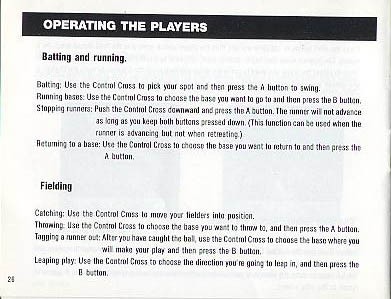 OPERATING THE PLAYERS
Batting and running.
Batting: Use the Control Cross to pick your spot and then press the A button to swing.
Running bases: Use the Control Cross to choose the base you want to go to and then press the B button.
Stopping runners: Push the Control Cross downward and press the A button. The runner will not advance
as long as you keep both buttons pressed down. (This function can be used when the
runner is advancing but not when retreating.)
Returning to a base: Use the Control Cross to choose the base you want to return to and then press the
A button.
Fielding
Catching: Use the Control Cross to move your fielders into position.
Throwing: Use the Control Cross to choose the base you want to throw to, and then press the A button.
Tagging a runner out: After you have caught the ball, use the Control Cross to choose the base where you
will make your play and then press the B button.
Leaping play: Use the Control Cross to choose the direction you're going to leap in, and then press the
B button.
26